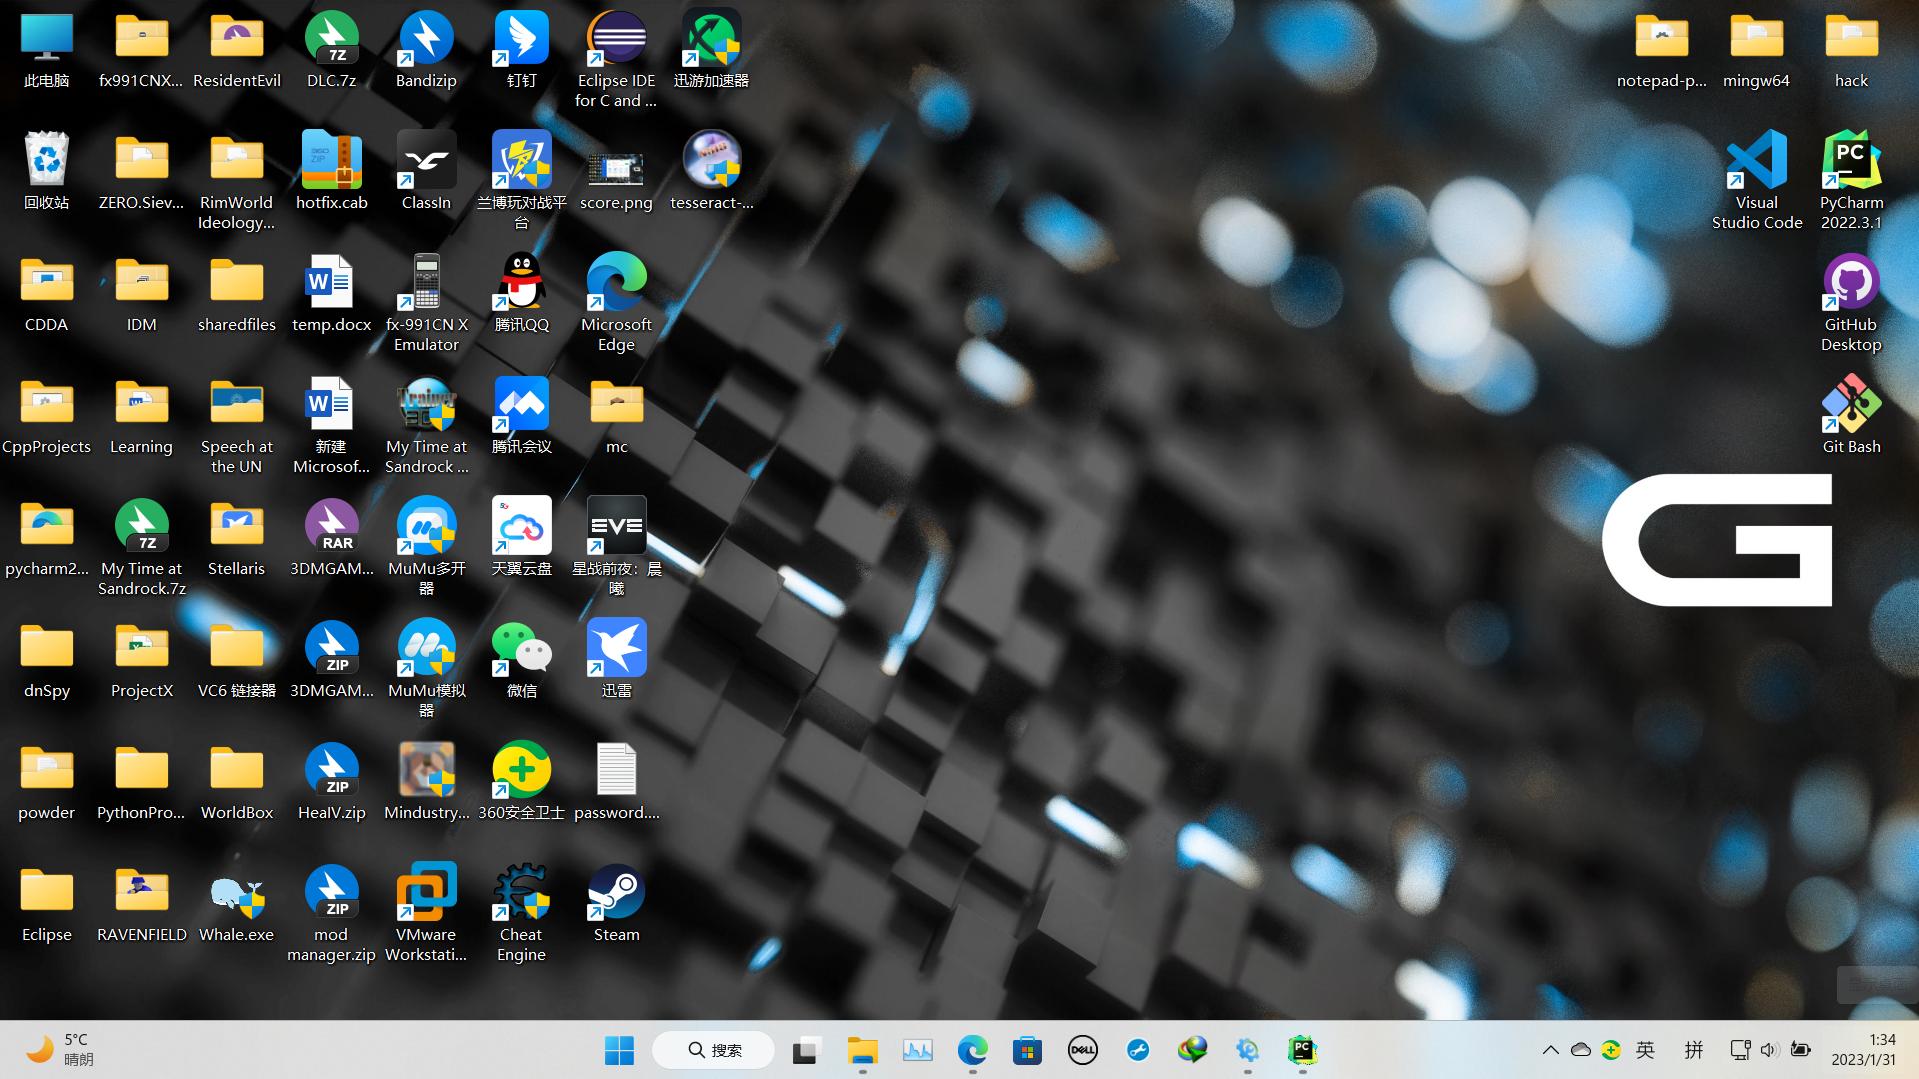 此电脑
fx991CNX...
ResidentEvil
7Z
DLC.7z
Bandizip
钉钉
Eclipse IDE
for C and ...
迅游加速器
notepad-p...
mingw64
hack
回收站
ZERO.Siev...
RimWorld
Ideology...
360
ZIP
hotfix.cab
ClassIn
兰博玩对战平
台
score.png
tesseract-...
Visual
Studio Code
PC
PyCharm
2022.3.1
CDDA
IDM
sharedfiles
W
temp.docx
fx-991CN X
Emulator
腾讯QQ
Microsoft
Edge
GitHub
Desktop
CppProjects
Learning
Speech at
the UN
W
新建
Microsof...
Trainer
My Time at
Sandrock ...
腾讯会议
mc
Git Bash
G
pycharm2...
7Z
My Time at
Sandrock.7z
Stellaris
RAR
3DMGAM...
MuMu多开
器
5G
天翼云盘
EVE
星战前夜：晨
曦
dnSpy
ProjectX
VC6 链接器
ZIP
3DMGAM...
MuMu模拟
器
微信
迅雷
powder
PythonPro...
WorldBox
ZIP
HealV.zip
Mindustry...
360安全卫士
password....
Eclipse
RAVENFIELD
Whale.exe
ZIP
mod
manager.zip
VMware
Workstati...
Cheat
Engine
Steam
5°C
晴朗
搜索
DELL
PC
英
拼
1:34
2023/1/31